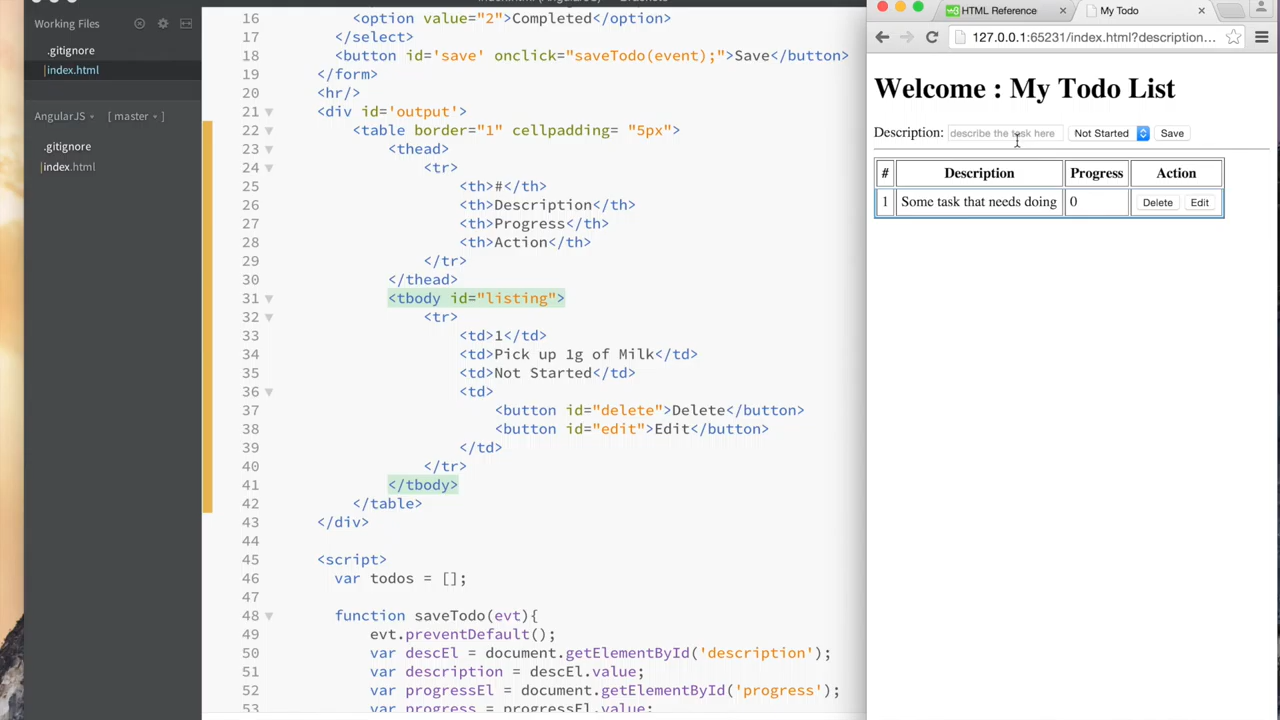 Working Files
.gitignore
index.html
AngularJS [ master ]
.gitignore
index.html
16 <option value="2">Completed</option>
17 </select>
18 <button id='save' onclick="saveTodo(event);">Save</button>
19 </form>
20 <hr/>
21 <div id='output'>
22 <table border="1" cellpadding= "5px">
23 <thead>
24 <tr>
25 <th>#</th>
26 <th>Description</th>
27 <th>Progress</th>
28 <th>Action</th>
29 </tr>
30 </thead>
31 <tbody id="listing">
32 <tr>
33 <td>1</td>
34 <td>Pick up 1g of Milk</td>
35 <td>Not Started</td>
36 <td>
37 <button id="delete">Delete</button>
38 <button id="edit">Edit</button>
39 </td>
40 </tr>
41 </tbody>
42 </table>
43 </div>
44
45 <script>
46 var todos = [];
47
48 function saveTodo(evt){
49 evt.preventDefault();
50 var descEl = document.getElementById('description');
51 var description = descEl.value;
52 var progressEl = document.getElementById('progress');
53 var progress = progressEl.value;
HTML Reference
My Todo
127.0.0.1:65231/index.html?description...
Welcome : My Todo List
Description: describe the task here Not Started Save
# Description Progress Action
1 Some task that needs doing 0 Delete Edit